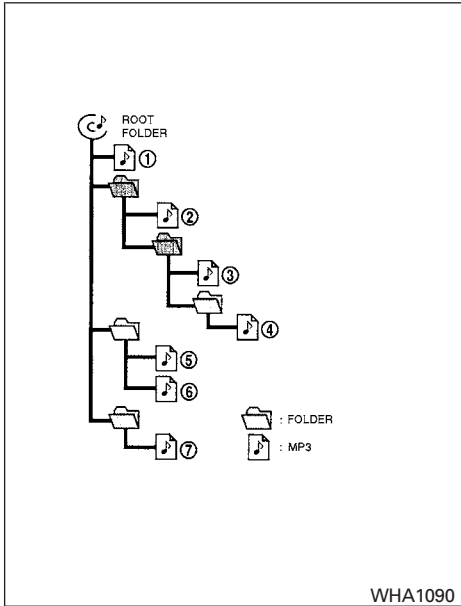 ROOT
FOLDER
①
②
③
④
⑤
⑥
: FOLDER
: MP3
⑦
WHA1090